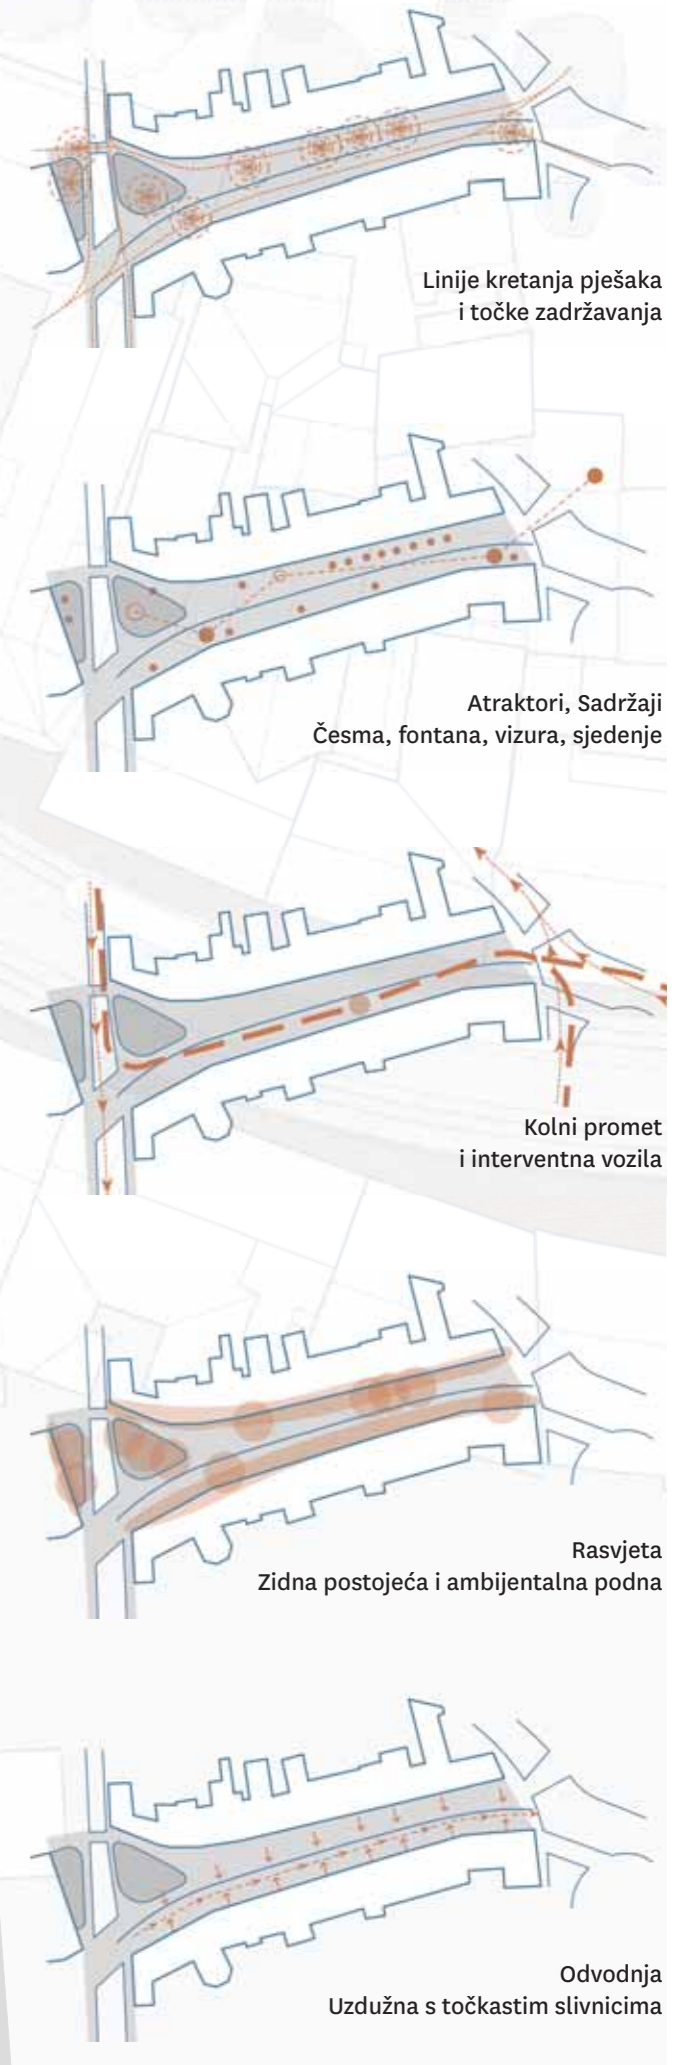 Linije kretanja pješaka
i točke zadržavanja
Atraktori, Sadržaji
Česma, fontana, vizura, sjedenje
Kolni promet
i interventna vozila
Rasvjeta
Zidna postojeća i ambijentalna podna
Odvodnja
Uzdužna s točkastim slivnicima